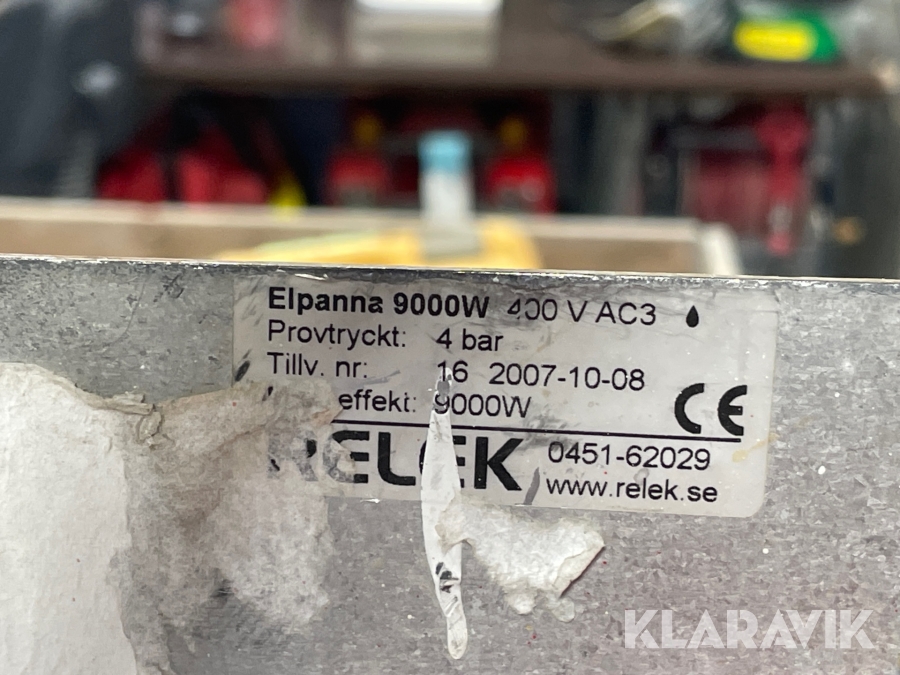 Elpanna 9000W 400 V AC3
Provtryckt: 4 bar
Tillv. nr: 16 2007-10-08
effekt: 9000W
CE
RELEK
0451-62029
www.relek.se
KLARAVIK